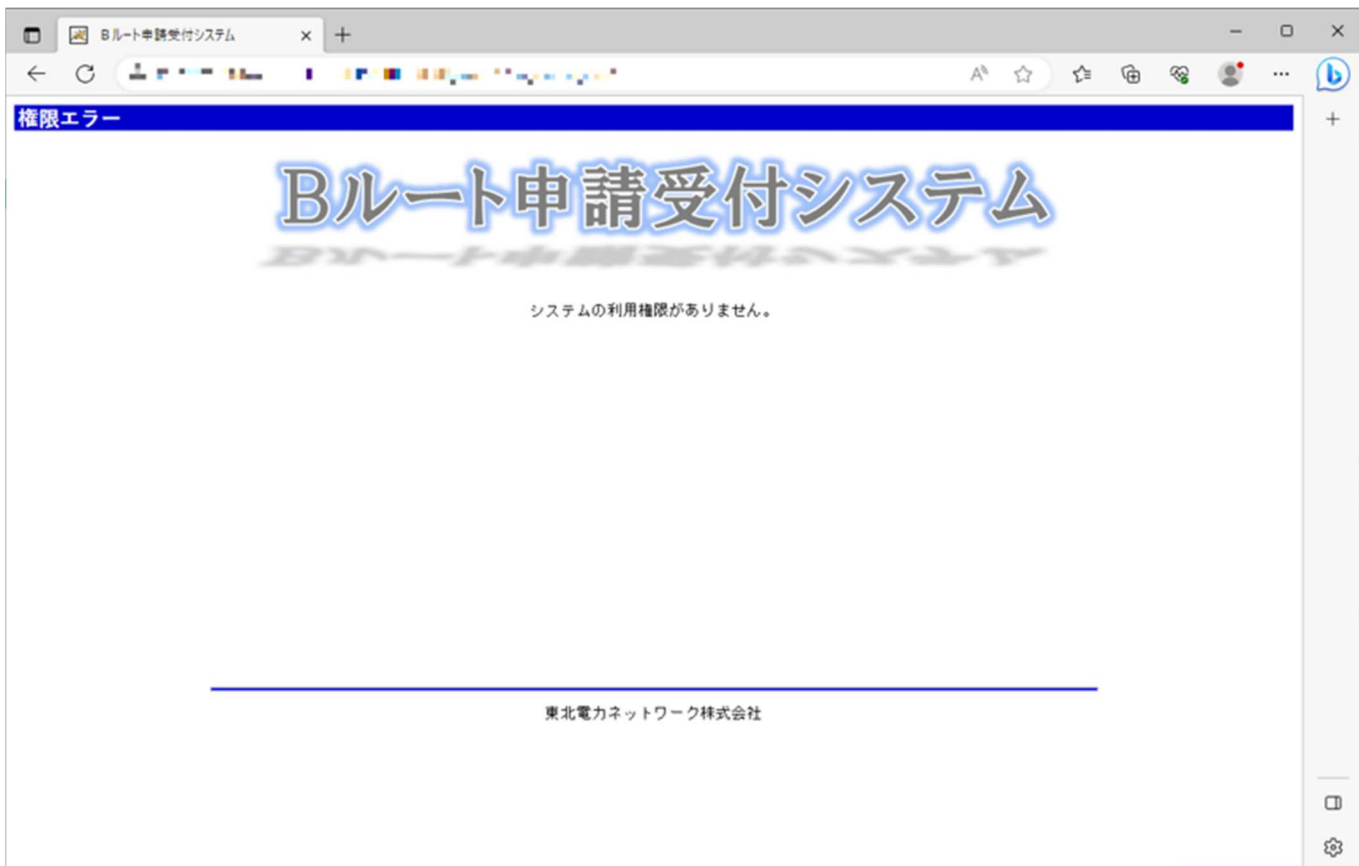 Bルート申請受付システム
権限エラー
Bルート申請受付システム
システムの利用権限がありません。
東北電力ネットワーク株式会社